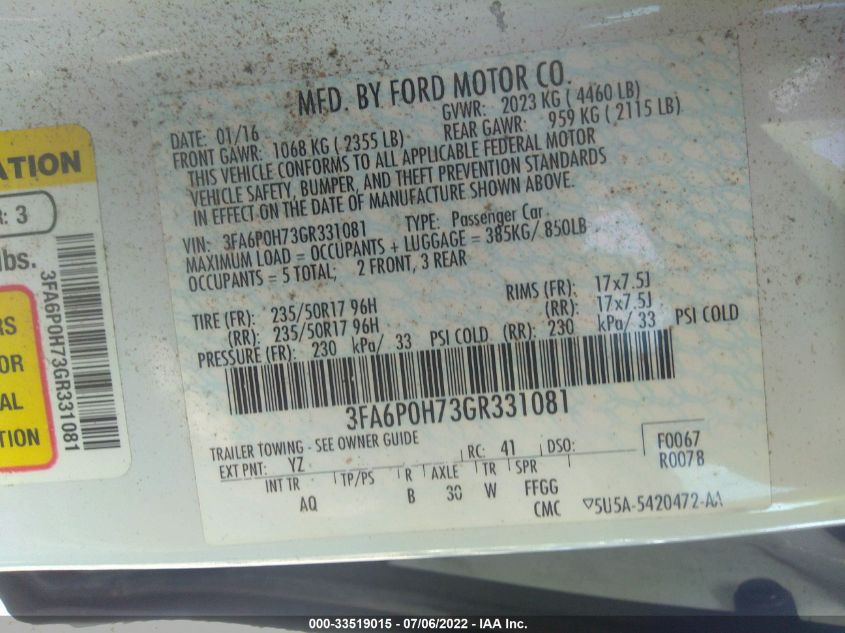 MFD. BY FORD MOTOR CO.
DATE: 01/16 GVWR: 2023 KG ( 4460 LB)
FRONT GAWR: 1068 KG ( 2355 LB) REAR GAWR: 959 KG ( 2115 LB)
THIS VEHICLE CONFORMS TO ALL APPLICABLE FEDERAL MOTOR
VEHICLE SAFETY, BUMPER, AND THEFT PREVENTION STANDARDS
IN EFFECT ON THE DATE OF MANUFACTURE SHOWN ABOVE.
VIN: 3FA6P0H73GR331081 TYPE: Passenger Car
MAXIMUM LOAD = OCCUPANTS + LUGGAGE = 385KG/ 850LB
OCCUPANTS = 5 TOTAL; 2 FRONT, 3 REAR
TIRE (FR): 235/50R17 96H RIMS (FR): 17x7.5J
(RR): 235/50R17 96H (RR): 17x7.5J
PRESSURE (FR): 230 kPa/ 33 PSI COLD (RR): 230 kPa/ 33 PSI COLD
3FA6P0H73GR331081
TRAILER TOWING - SEE OWNER GUIDE
EXT PNT: YZ RC: 41 DSO: F0067
R0078
INT TR TP/PS R AXLE TR SPR
AQ B 30 W FFGG
CMC ▽5U5A-5420472-AA
ATION
R: 3
lbs.
3FA6P0H73GR331081
RS
OR
AL
TION
000-33519015 - 07/06/2022 - IAA Inc.